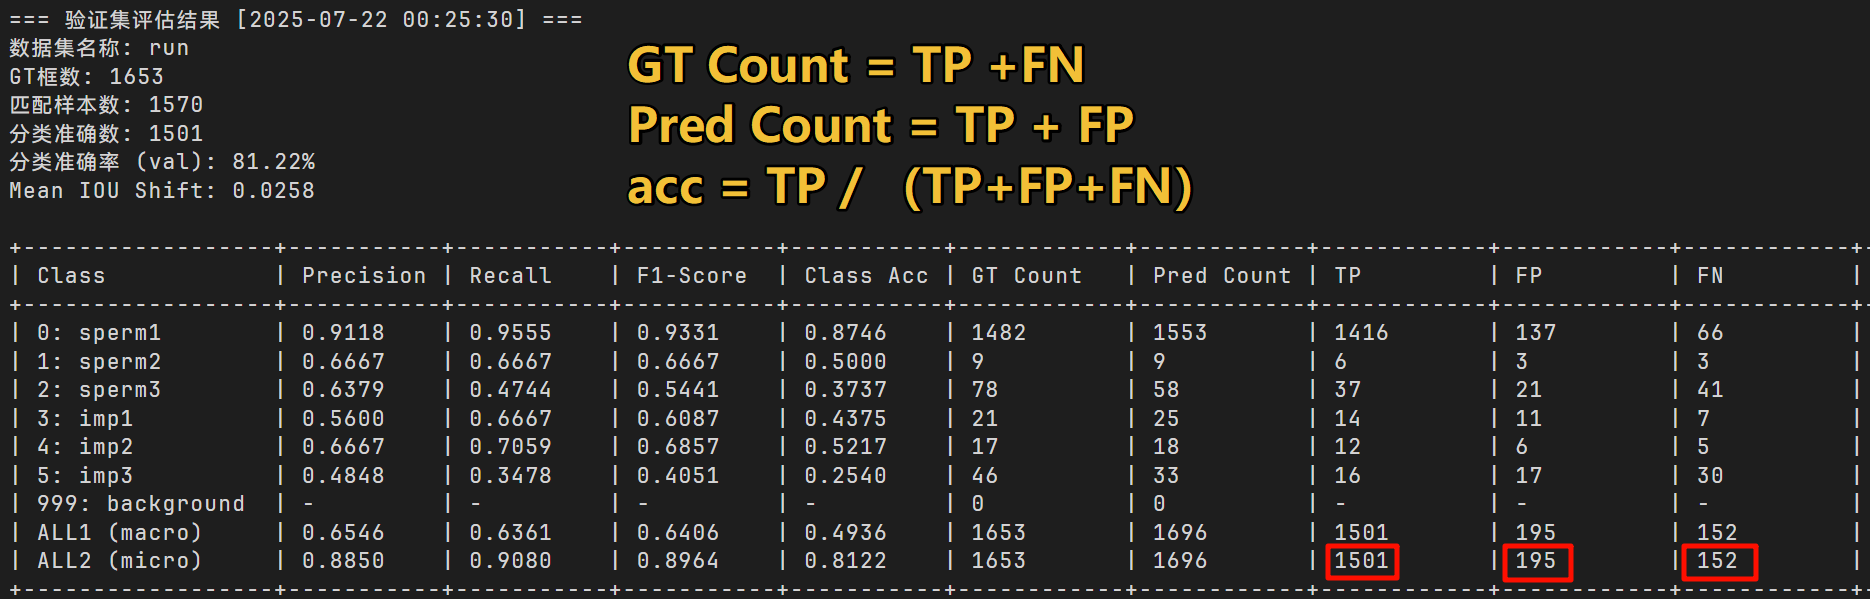 === 验证集评估结果 [2025-07-22 00:25:30] ===
数据集名称: run
GT框数: 1653
匹配样本数: 1570
分类准确数: 1501
分类准确率 (val): 81.22%
Mean IOU Shift: 0.0258
GT Count = TP +FN
Pred Count = TP + FP
acc = TP / （TP+FP+FN）
| Class | Precision | Recall | F1-Score | Class Acc | GT Count | Pred Count | TP | FP | FN |
| 0: sperm1 | 0.9118 | 0.9555 | 0.9331 | 0.8746 | 1482 | 1553 | 1416 | 137 | 66 |
| 1: sperm2 | 0.6667 | 0.6667 | 0.6667 | 0.5000 | 9 | 9 | 6 | 3 | 3 |
| 2: sperm3 | 0.6379 | 0.4744 | 0.5441 | 0.3737 | 78 | 58 | 37 | 21 | 41 |
| 3: imp1 | 0.5600 | 0.6667 | 0.6087 | 0.4375 | 21 | 25 | 14 | 11 | 7 |
| 4: imp2 | 0.6667 | 0.7059 | 0.6857 | 0.5217 | 17 | 18 | 12 | 6 | 5 |
| 5: imp3 | 0.4848 | 0.3478 | 0.4051 | 0.2540 | 46 | 33 | 16 | 17 | 30 |
| 999: background | - | - | - | - | 0 | 0 | - | - | - |
| ALL1 (macro) | 0.6546 | 0.6361 | 0.6406 | 0.4936 | 1653 | 1696 | 1501 | 195 | 152 |
| ALL2 (micro) | 0.8850 | 0.9080 | 0.8964 | 0.8122 | 1653 | 1696 | 1501 | 195 | 152 |